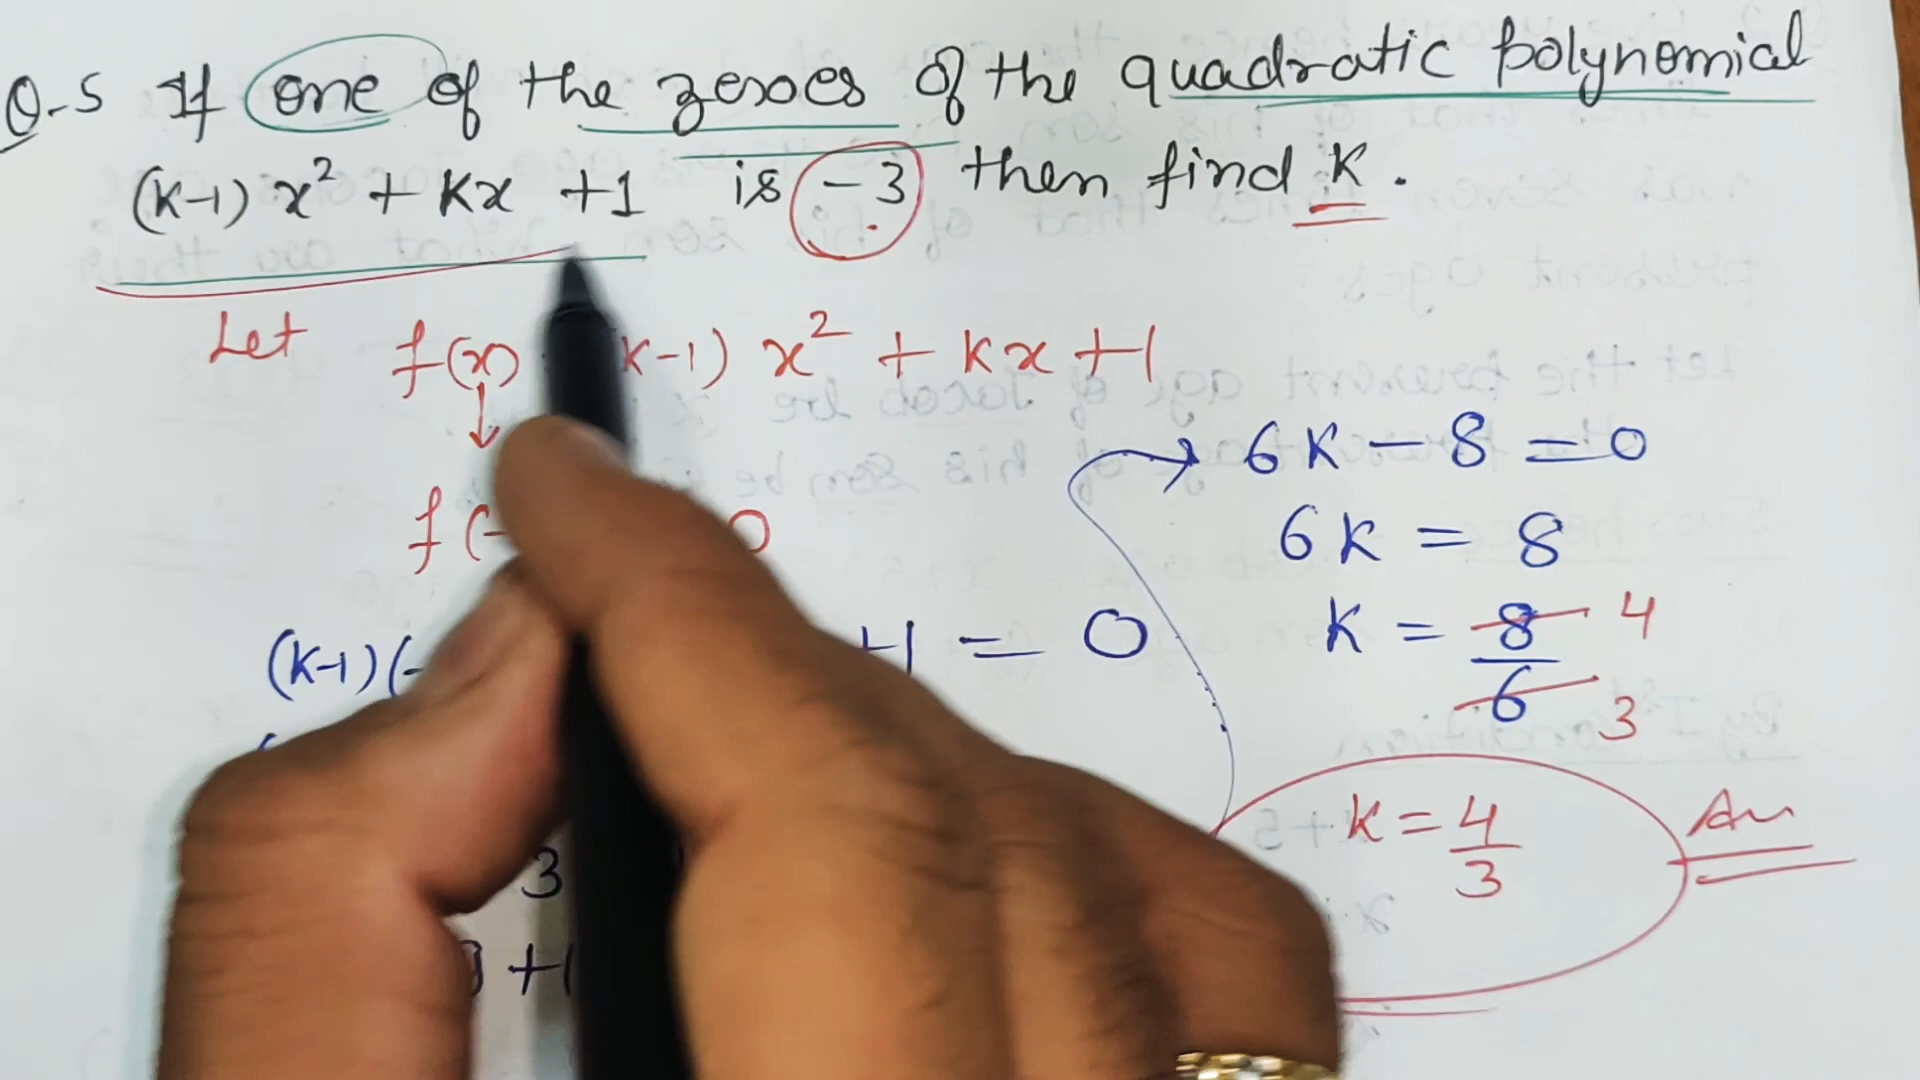 Q-5 If one of the zeroes of the quadratic polynomial
(k-1) x² + kx + 1 is -3 then find k.
Let f(x) k-1) x² + kx + 1
f(- 0
(k-1)(- +1 = 0
3
+1
6k - 8 = 0
6k = 8
k = 8/6 4 3
k = 4/3 Ans